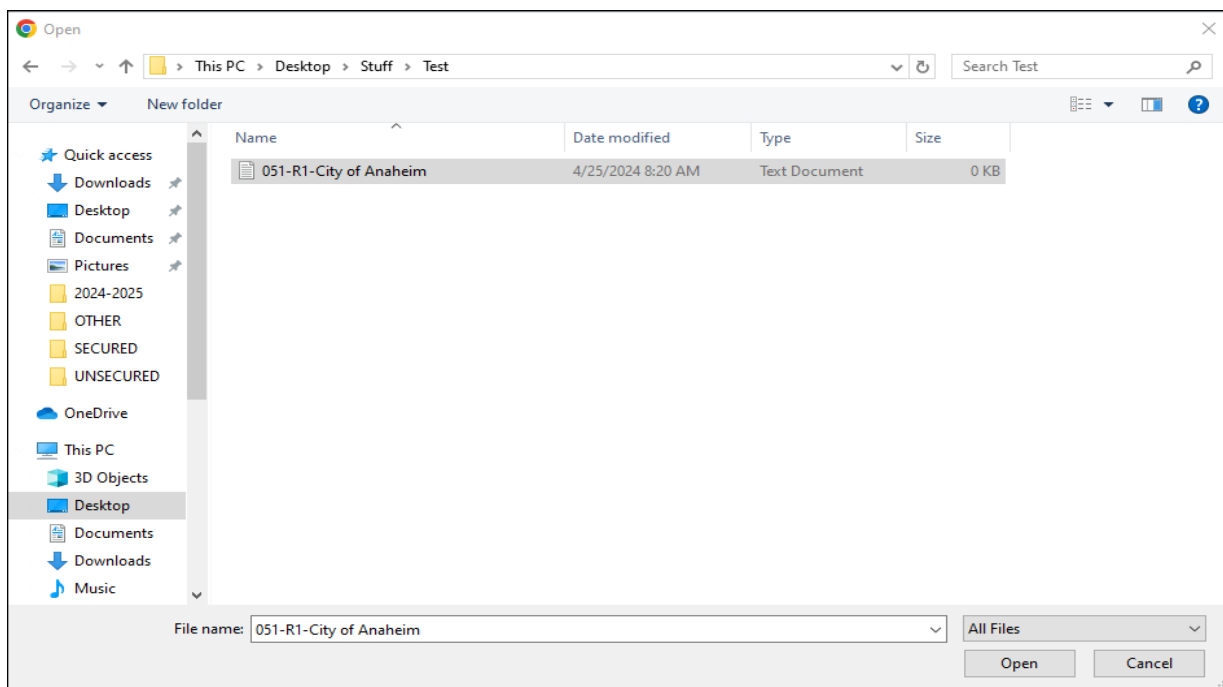 Open
This PC > Desktop > Stuff > Test
Search Test
Organize
New folder
Name
Date modified
Type
Size
051-R1-City of Anaheim
4/25/2024 8:20 AM
Text Document
0 KB
Quick access
Downloads
Desktop
Documents
Pictures
2024-2025
OTHER
SECURED
UNSECURED
OneDrive
This PC
3D Objects
Desktop
Documents
Downloads
Music
File name:
051-R1-City of Anaheim
All Files
Open
Cancel